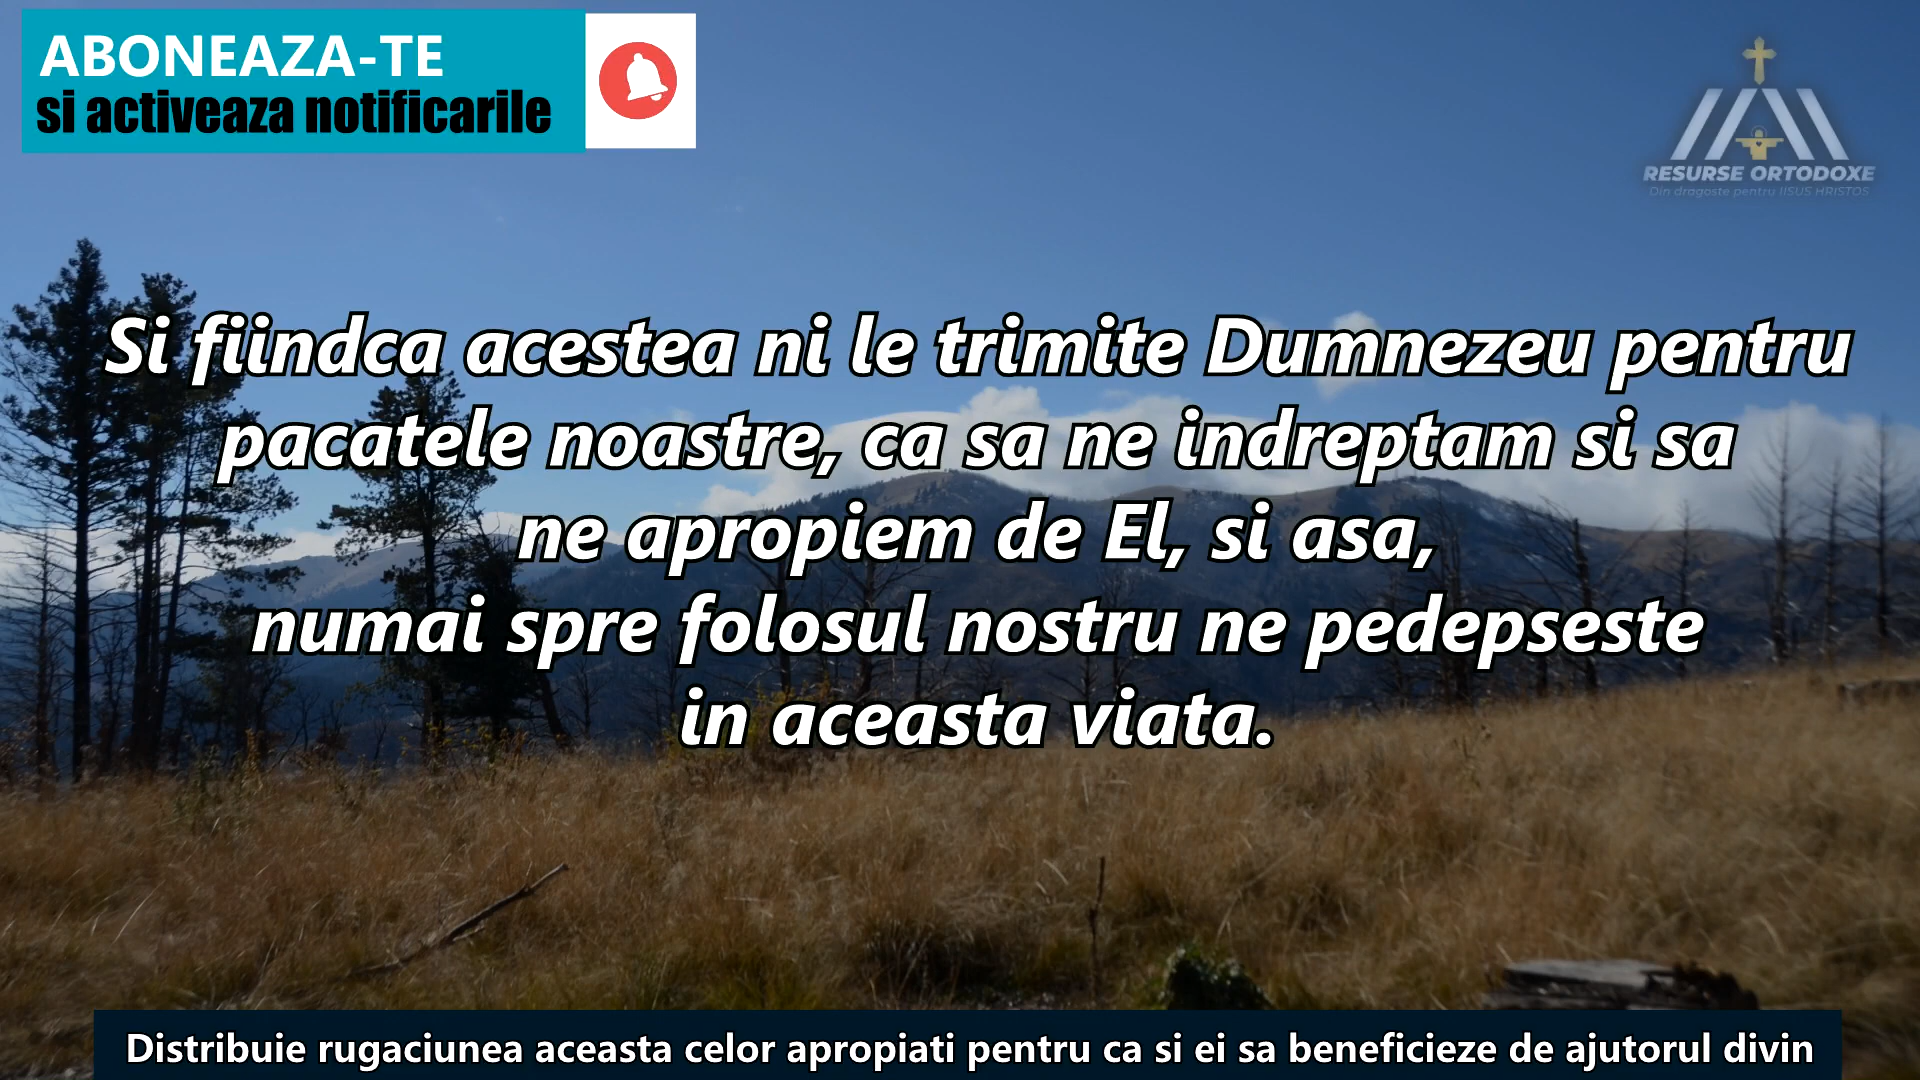 ABONEAZA-TE
si activeaza notificarile
RESURSE ORTODOXE
Din dragoste pentru IISUS HRISTOS
Si fiindca acestea ni le trimite Dumnezeu pentru
pacatele noastre, ca sa ne indreptam si sa
ne apropiem de El, si asa,
numai spre folosul nostru ne pedepseste
in aceasta viata.
Distribuie rugaciunea aceasta celor apropiati pentru ca si ei sa beneficieze de ajutorul divin